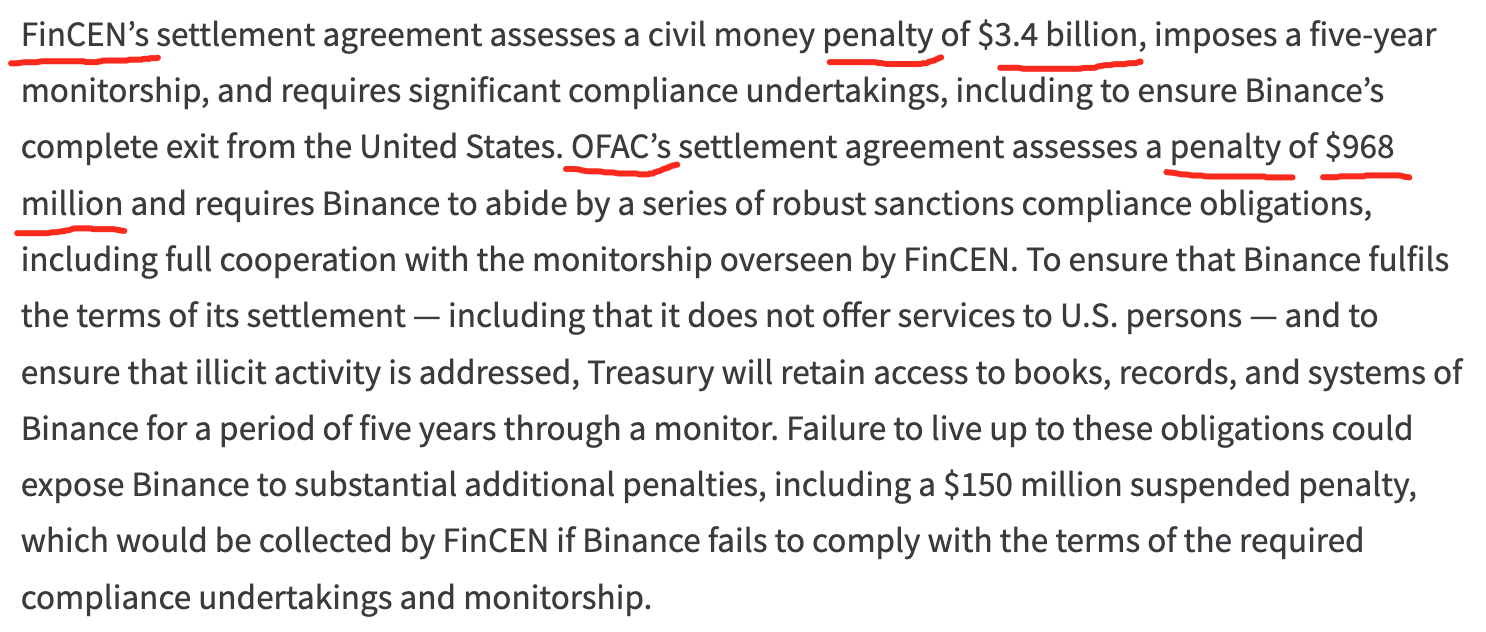 FinCEN’s settlement agreement assesses a civil money penalty of $3.4 billion, imposes a five-year
monitorship, and requires significant compliance undertakings, including to ensure Binance’s
complete exit from the United States. OFAC’s settlement agreement assesses a penalty of $968
million and requires Binance to abide by a series of robust sanctions compliance obligations,
including full cooperation with the monitorship overseen by FinCEN. To ensure that Binance fulfils
the terms of its settlement — including that it does not offer services to U.S. persons — and to
ensure that illicit activity is addressed, Treasury will retain access to books, records, and systems of
Binance for a period of five years through a monitor. Failure to live up to these obligations could
expose Binance to substantial additional penalties, including a $150 million suspended penalty,
which would be collected by FinCEN if Binance fails to comply with the terms of the required
compliance undertakings and monitorship.